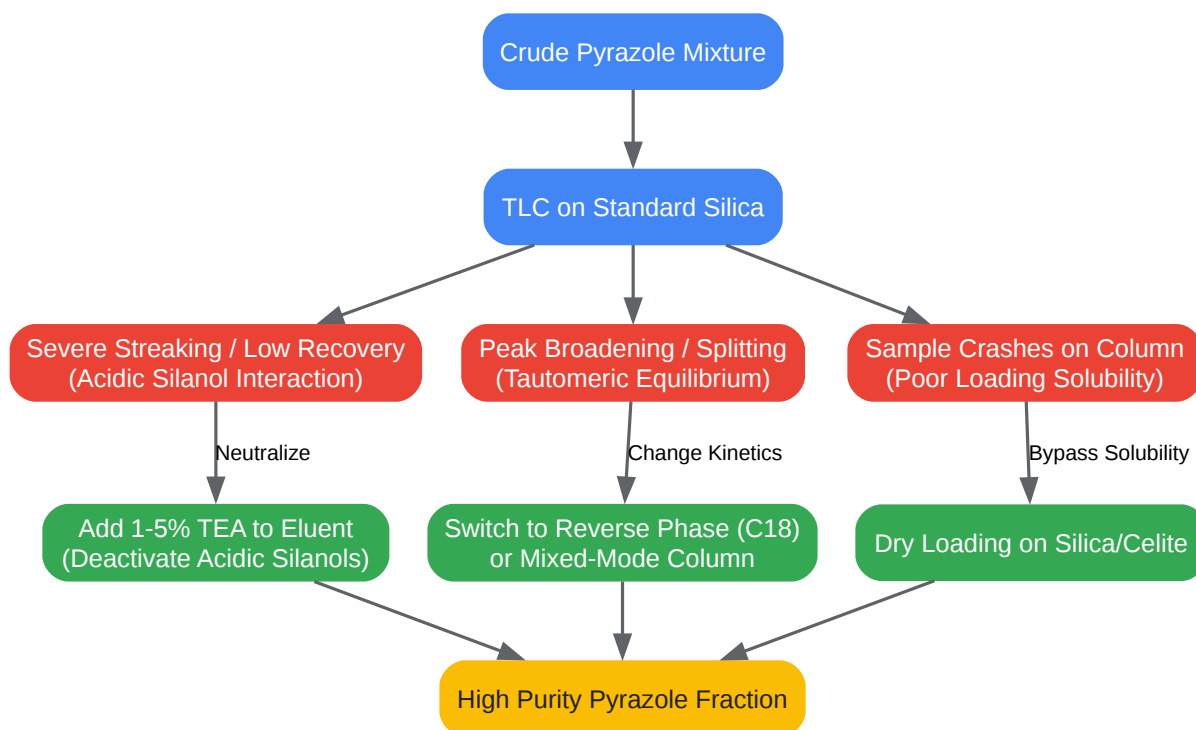 Crude Pyrazole Mixture
TLC on Standard Silica
Severe Streaking / Low Recovery
(Acidic Silanol Interaction)
Peak Broadening / Splitting
(Tautomeric Equilibrium)
Sample Crashes on Column
(Poor Loading Solubility)
Neutralize
Change Kinetics
Bypass Solubility
Add 1-5% TEA to Eluent
(Deactivate Acidic Silanols)
Switch to Reverse Phase (C18)
or Mixed-Mode Column
Dry Loading on Silica/Celite
High Purity Pyrazole Fraction